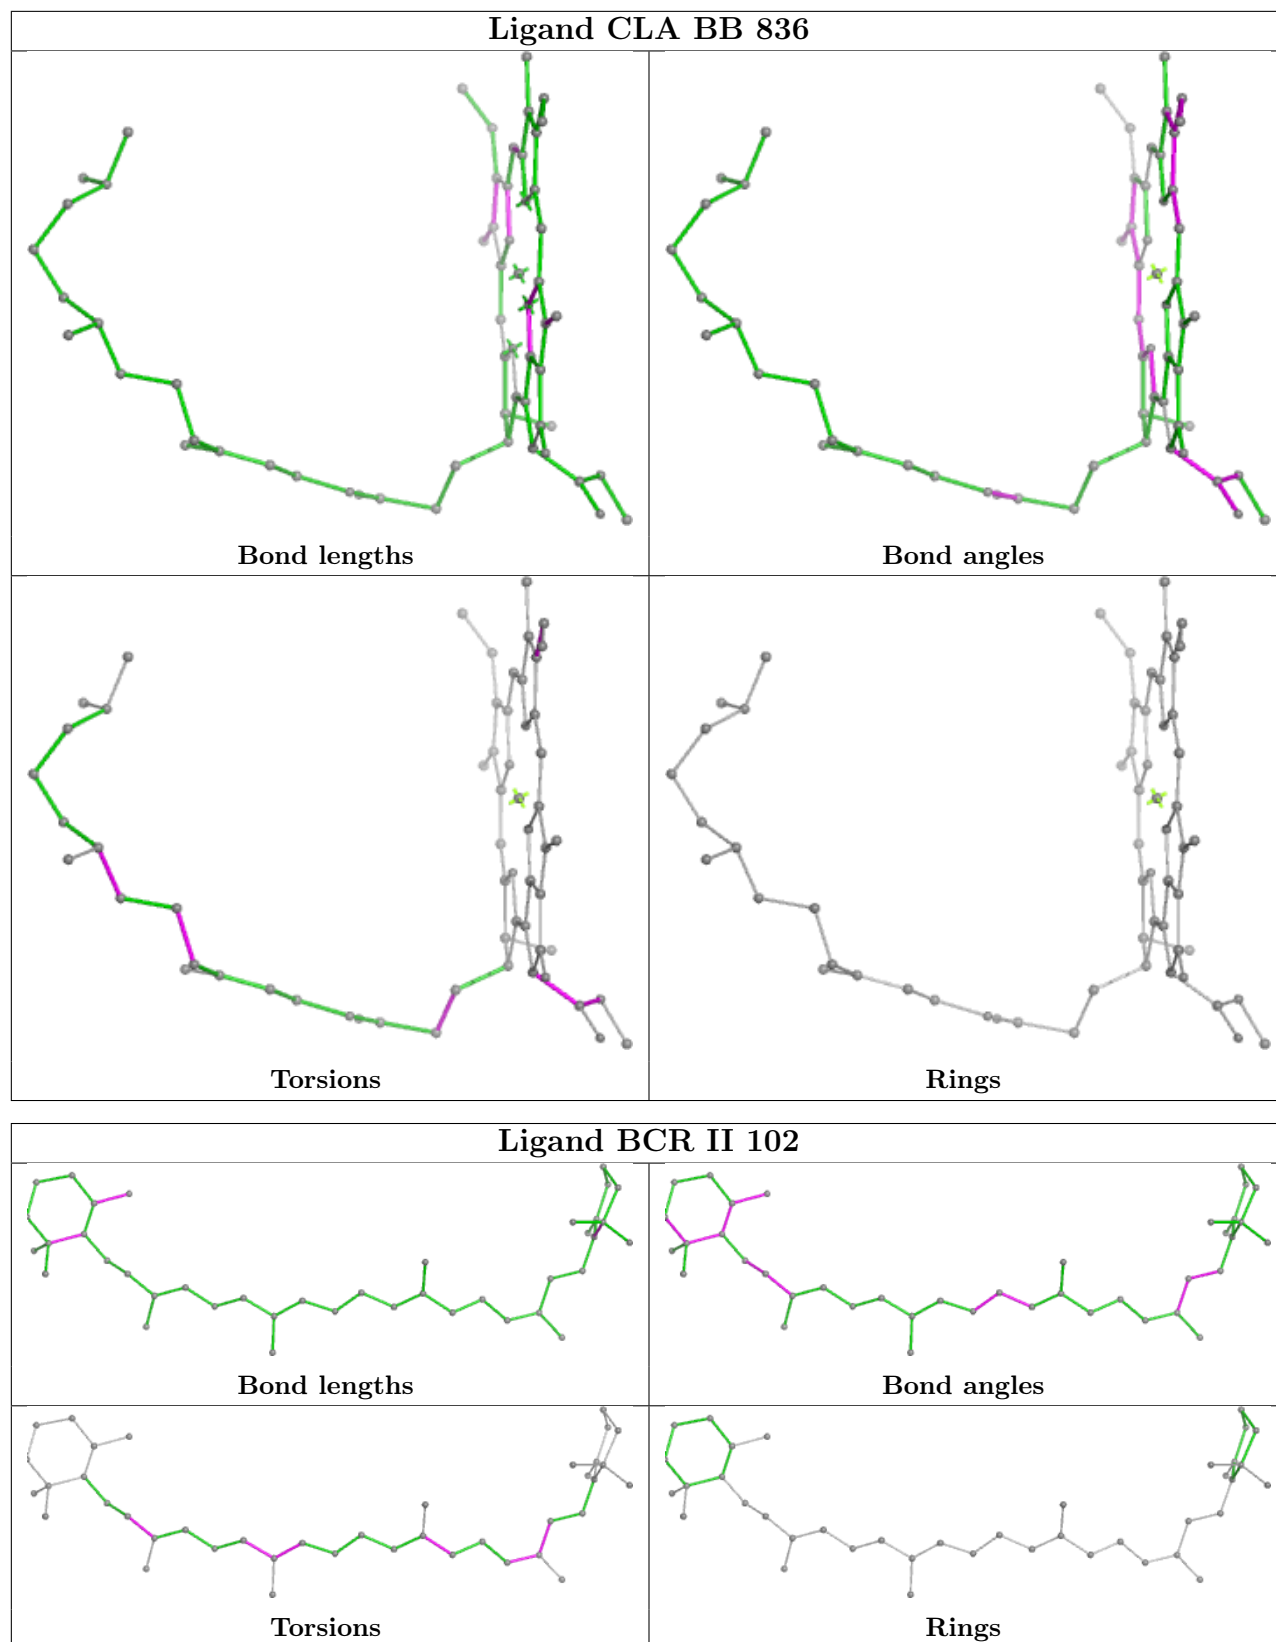 Ligand CLA BB 836
Bond lengths
Bond angles
Torsions
Rings
Ligand BCR II 102
Bond lengths
Bond angles
Torsions
Rings